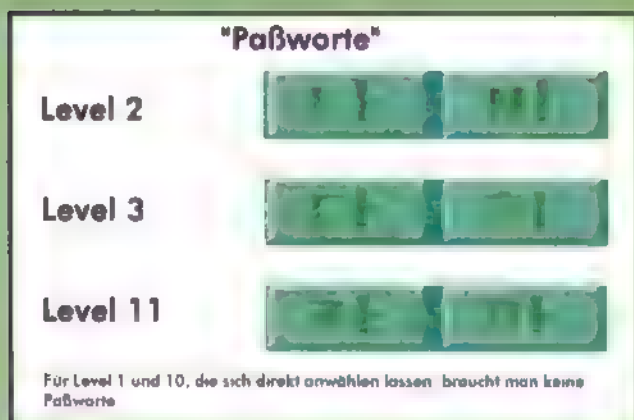 "Paßworte"
Level 2
Level 3
Level 11
Für Level 1 und 10, die sich direkt anwählen lassen braucht man keine
Paßworte